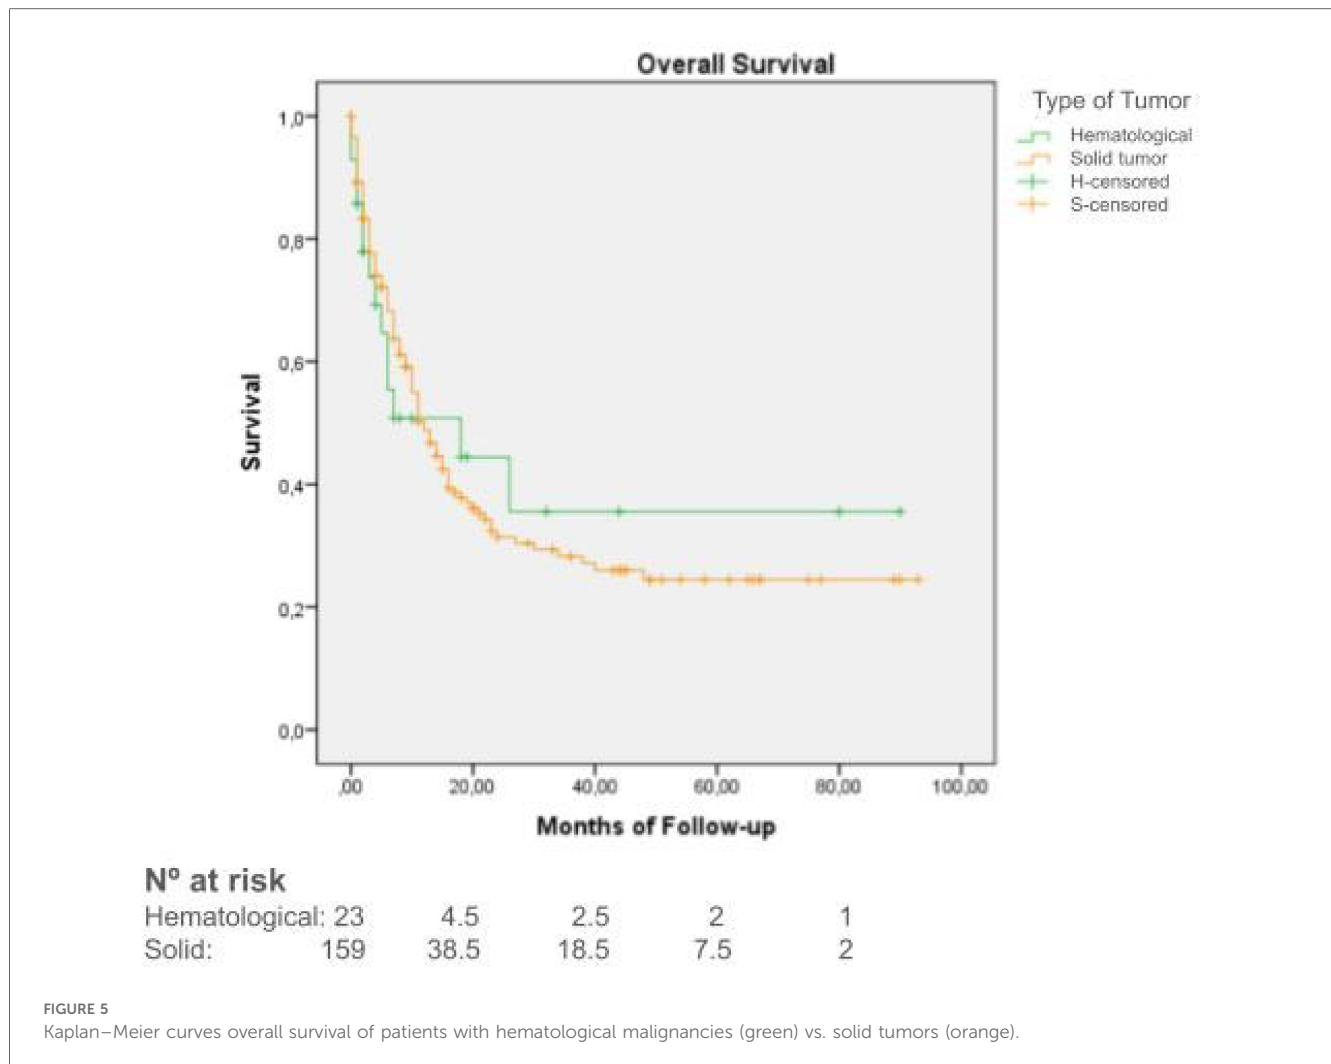 Overall Survival
Type of Tumor
Hematological
Solid tumor
H-censored
S-censored
1,0
0,8
0,6
0,4
0,2
0,0
Survival
,00 20,00 40,00 60,00 80,00 100,00
Months of Follow-up
Nº at risk
Hematological: 23 4.5 2.5 2 1
Solid: 159 38.5 18.5 7.5 2
FIGURE 5
Kaplan–Meier curves overall survival of patients with hematological malignancies (green) vs. solid tumors (orange).